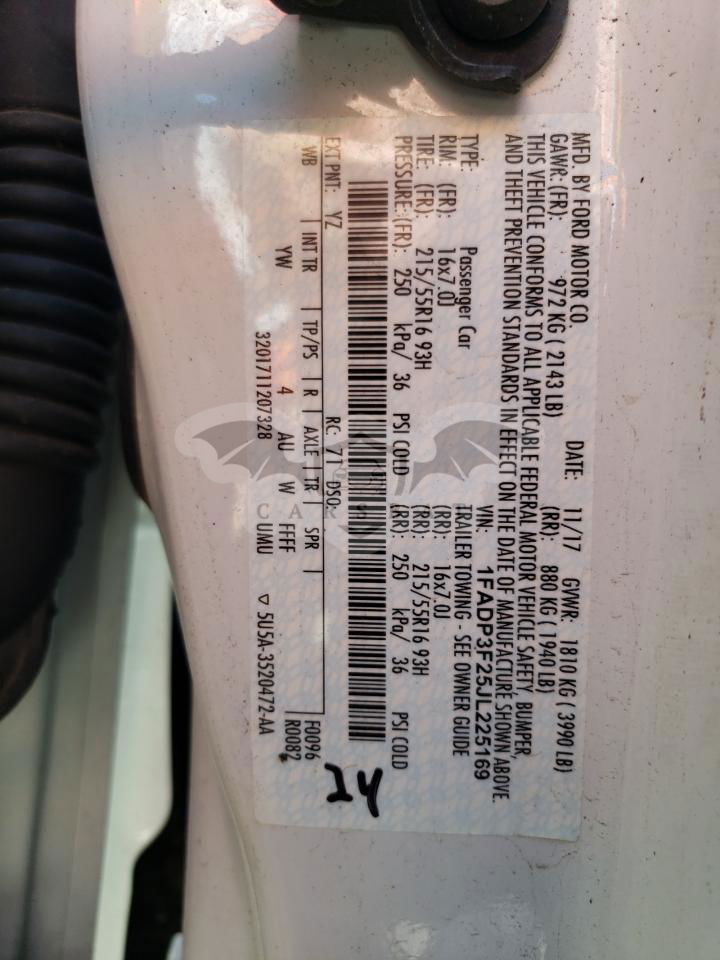 MFD. BY FORD MOTOR CO. DATE: 11/17 GVWR: 1810 KG ( 3990 LB)
GAWR: (FR): 972 KG ( 2143 LB) (RR): 880 KG ( 1940 LB)
THIS VEHICLE CONFORMS TO ALL APPLICABLE FEDERAL MOTOR VEHICLE SAFETY, BUMPER,
AND THEFT PREVENTION STANDARDS IN EFFECT ON THE DATE OF MANUFACTURE SHOWN ABOVE.
VIN: 1FADP3F25JL225169
TYPE: Passenger Car TRAILER TOWING - SEE OWNER GUIDE
RIM: (FR): 16x7.0J (RR): 16x7.0J
TIRE: (FR): 215/55R16 93H (RR): 215/55R16 93H
PRESSURE: (FR): 250 kPa/ 36 PSI COLD (RR): 250 kPa/ 36 PSI COLD
EXT PNT: YZ RC: 71 DSO:
WB INT TR TP/PS R AXLE TR SPR F0096
YW 4 AU W FFFF R0082
3201711207328 UMU ▽ 5U5A-3520472-AA
CAR